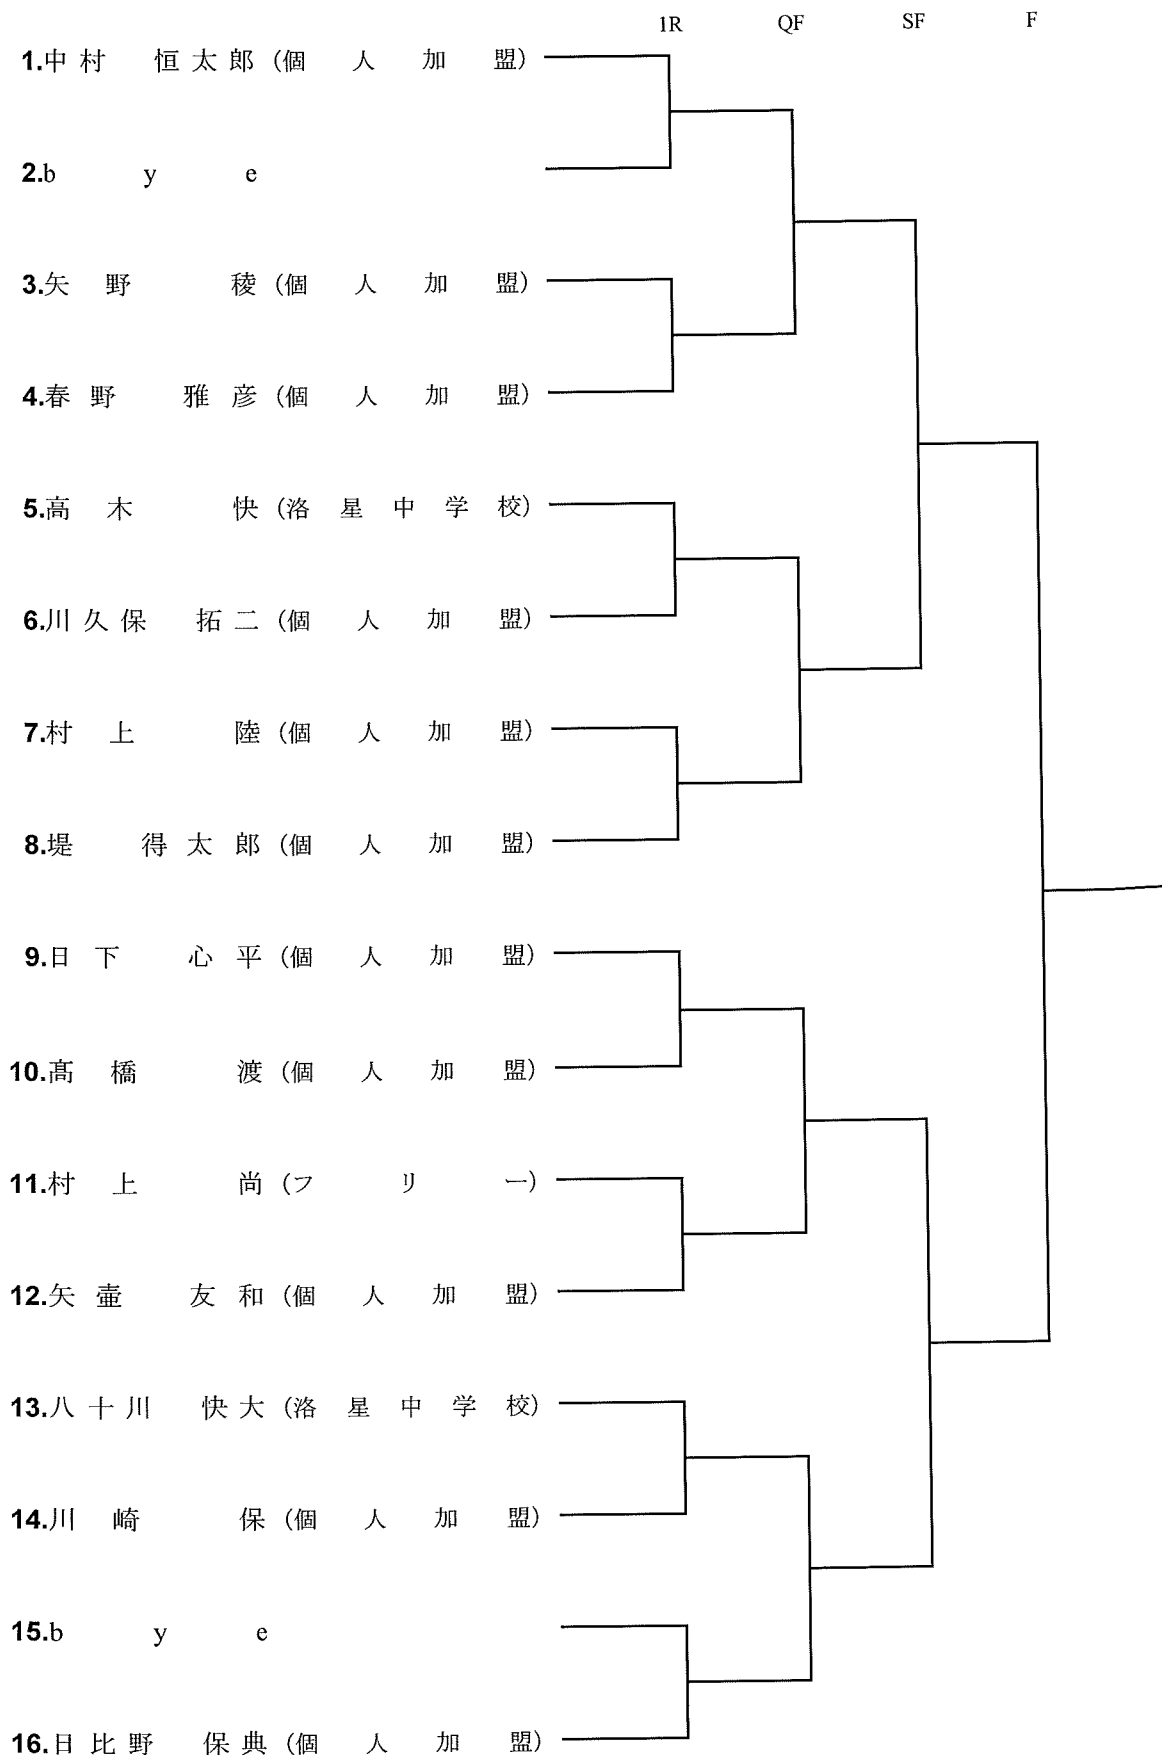 1R QF SF F
1.中村 恒太郎 (個人加盟)
2.bye
3.矢野 稜 (個人加盟)
4.春野 雅彦 (個人加盟)
5.高木 快 (洛星中学校)
6.川久保 拓二 (個人加盟)
7.村上 陸 (個人加盟)
8.堤 得太郎 (個人加盟)
9.日下 心平 (個人加盟)
10.髙橋 渡 (個人加盟)
11.村上 尚 (フリー)
12.矢壷 友和 (個人加盟)
13.八十川 快大 (洛星中学校)
14.川崎 保 (個人加盟)
15.bye
16.日比野 保典 (個人加盟)